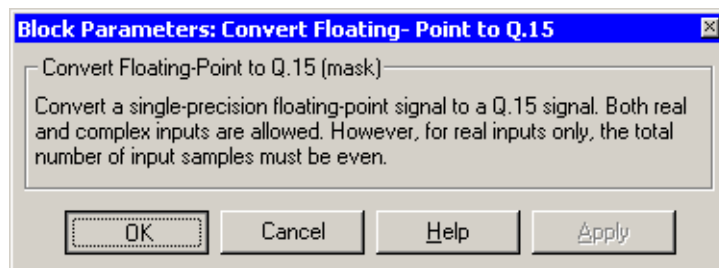 Block Parameters: Convert Floating- Point to Q.15
Convert Floating-Point to Q.15 (mask)
Convert a single-precision floating-point signal to a Q.15 signal. Both real
and complex inputs are allowed. However, for real inputs only, the total
number of input samples must be even.
OK Cancel Help Apply